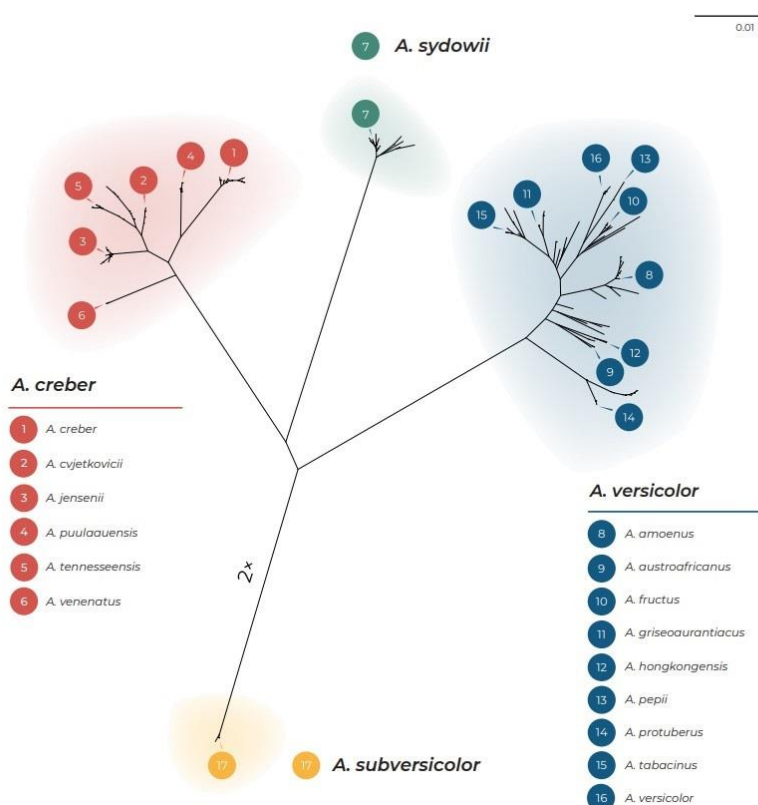 0.01
7 A. sydowii
7
1
4
2
5
3
6
16
13
11
10
15
8
12
9
14
A. creber
1 A. creber
2 A. cvjetkovicii
3 A. jensenii
4 A. puulaauensis
5 A. tennesseensis
6 A. venenatus
2×
A. versicolor
8 A. amoenus
9 A. austroafricanus
10 A. fructus
11 A. griseoaurantiacus
12 A. hongkongensis
13 A. pepii
14 A. protuberus
15 A. tabacinus
16 A. versicolor
17
17 A. subversicolor